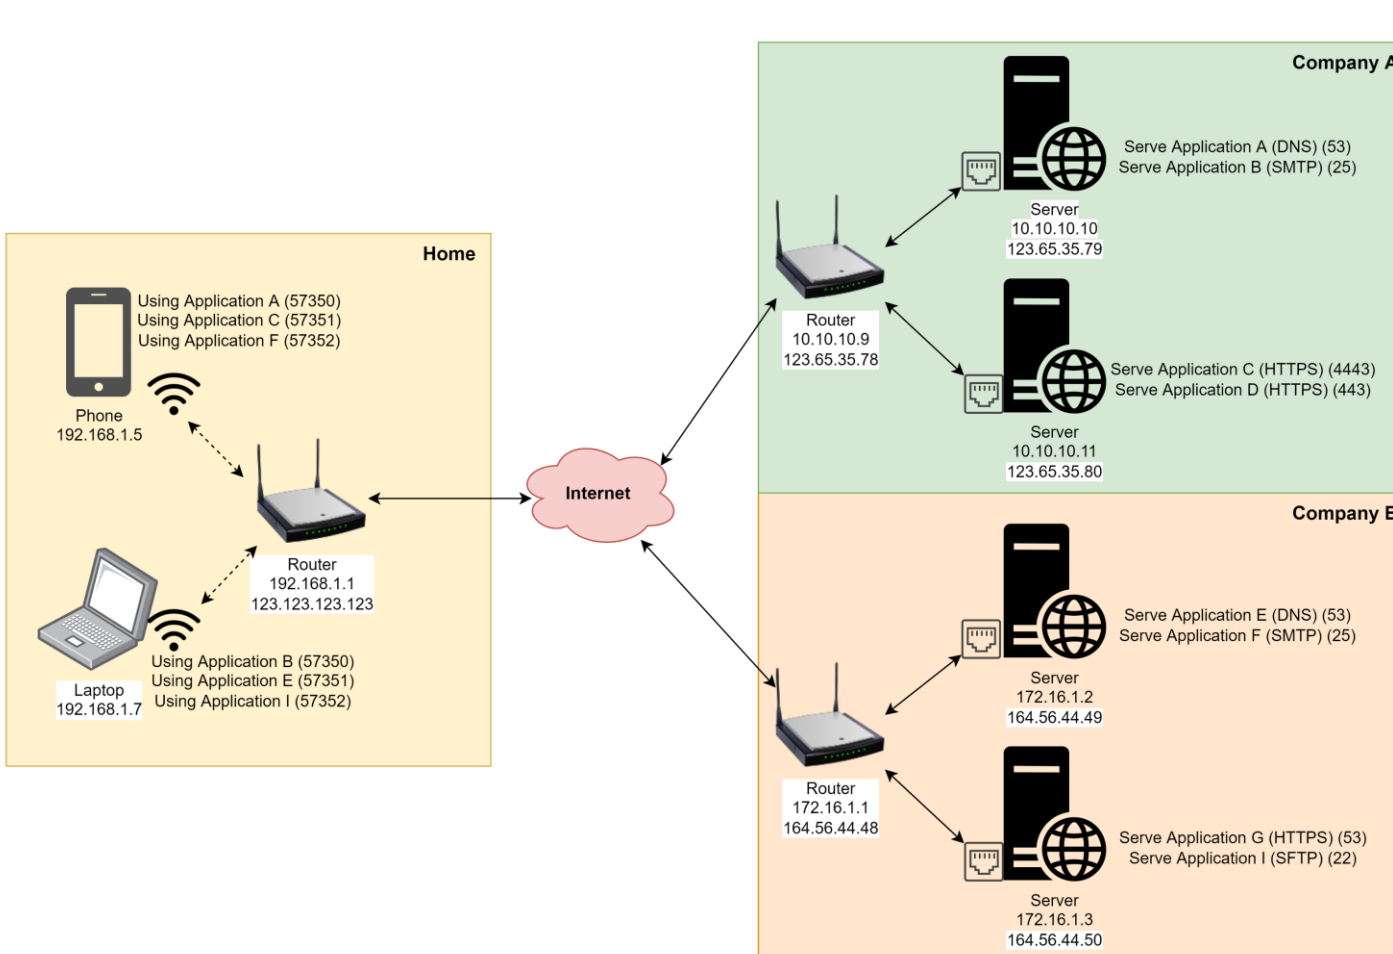 Company A
Serve Application A (DNS) (53)
Serve Application B (SMTP) (25)
Server
10.10.10.10
123.65.35.79
Home
Using Application A (57350)
Using Application C (57351)
Using Application F (57352)
Phone
192.168.1.5
Router
10.10.10.9
123.65.35.78
Serve Application C (HTTPS) (4443)
Serve Application D (HTTPS) (443)
Server
10.10.10.11
123.65.35.80
Internet
Router
192.168.1.1
123.123.123.123
Using Application B (57350)
Using Application E (57351)
Using Application I (57352)
Laptop
192.168.1.7
Company
Serve Application E (DNS) (53)
Serve Application F (SMTP) (25)
Server
172.16.1.2
164.56.44.49
Router
172.16.1.1
164.56.44.48
Serve Application G (HTTPS) (53)
Serve Application I (SFTP) (22)
Server
172.16.1.3
164.56.44.50